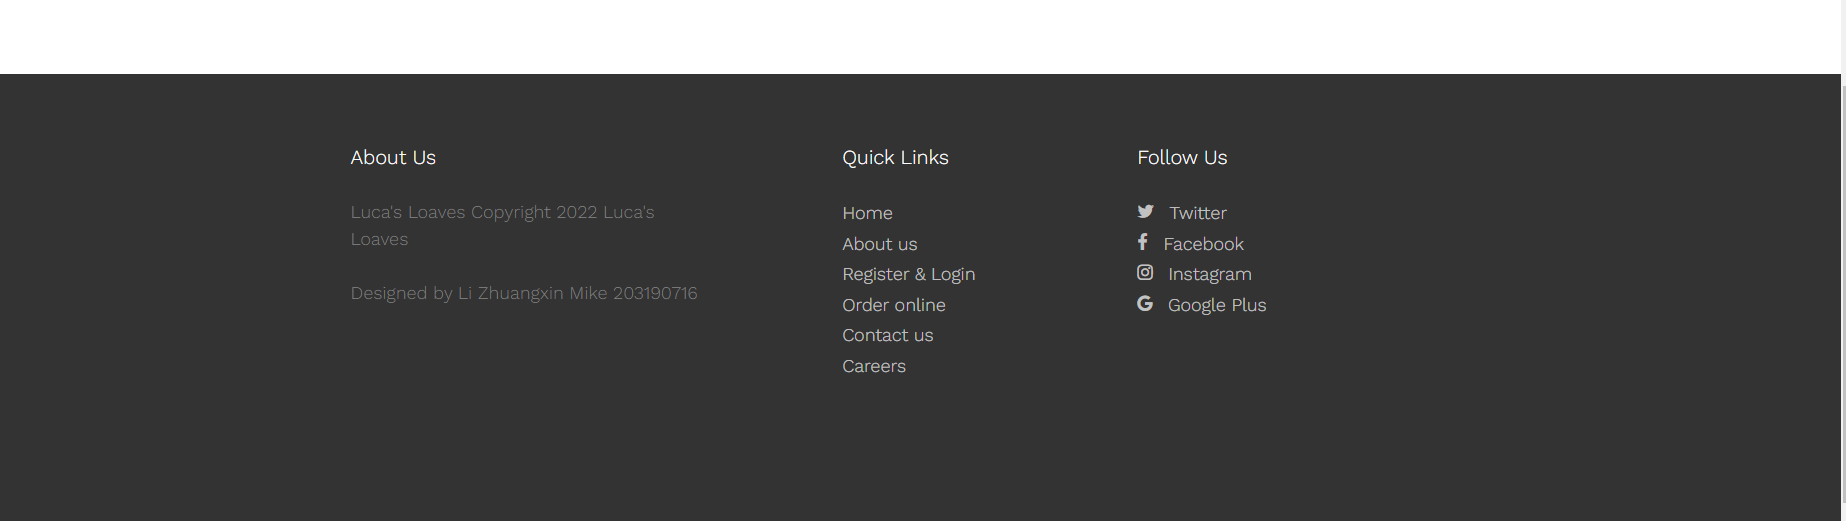 About Us
Luca's Loaves Copyright 2022 Luca's
Loaves
Designed by Li Zhuangxin Mike 203190716
Quick Links
Home
About us
Register & Login
Order online
Contact us
Careers
Follow Us
Twitter
Facebook
Instagram
Google Plus